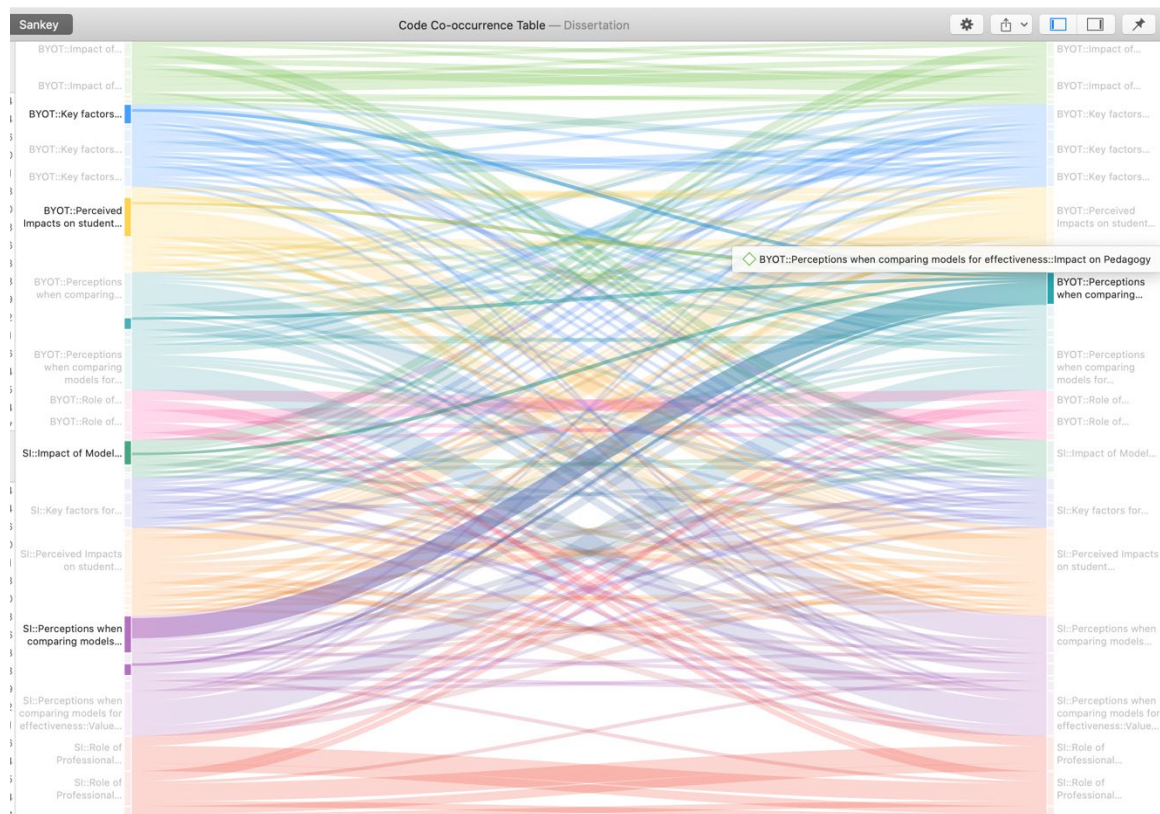 Sankey
Code Co-occurrence Table — Dissertation
BYOT::Impact of...
BYOT::Impact of...
BYOT::Key factors...
BYOT::Key factors...
BYOT::Key factors...
BYOT::Perceived
Impacts on student...
BYOT::Perceptions
when comparing...
BYOT::Perceptions
when comparing
models for...
BYOT::Role of...
BYOT::Role of...
SI::Impact of Model...
SI::Key factors for...
SI::Perceived Impacts
on student...
SI::Perceptions when
comparing models...
SI::Perceptions when
comparing models for
effectiveness::Value...
SI::Role of
Professional...
SI::Role of
Professional...
BYOT::Impact of...
BYOT::Impact of...
BYOT::Key factors...
BYOT::Key factors...
BYOT::Key factors...
BYOT::Perceived
Impacts on student...
BYOT::Perceptions when comparing models for effectiveness::Impact on Pedagogy
BYOT::Perceptions
when comparing...
BYOT::Perceptions
when comparing
models for...
BYOT::Role of...
BYOT::Role of...
SI::Impact of Model...
SI::Key factors for...
SI::Perceived Impacts
on student...
SI::Perceptions when
comparing models...
SI::Perceptions when
comparing models for
effectiveness::Value...
SI::Role of
Professional...
SI::Role of
Professional...